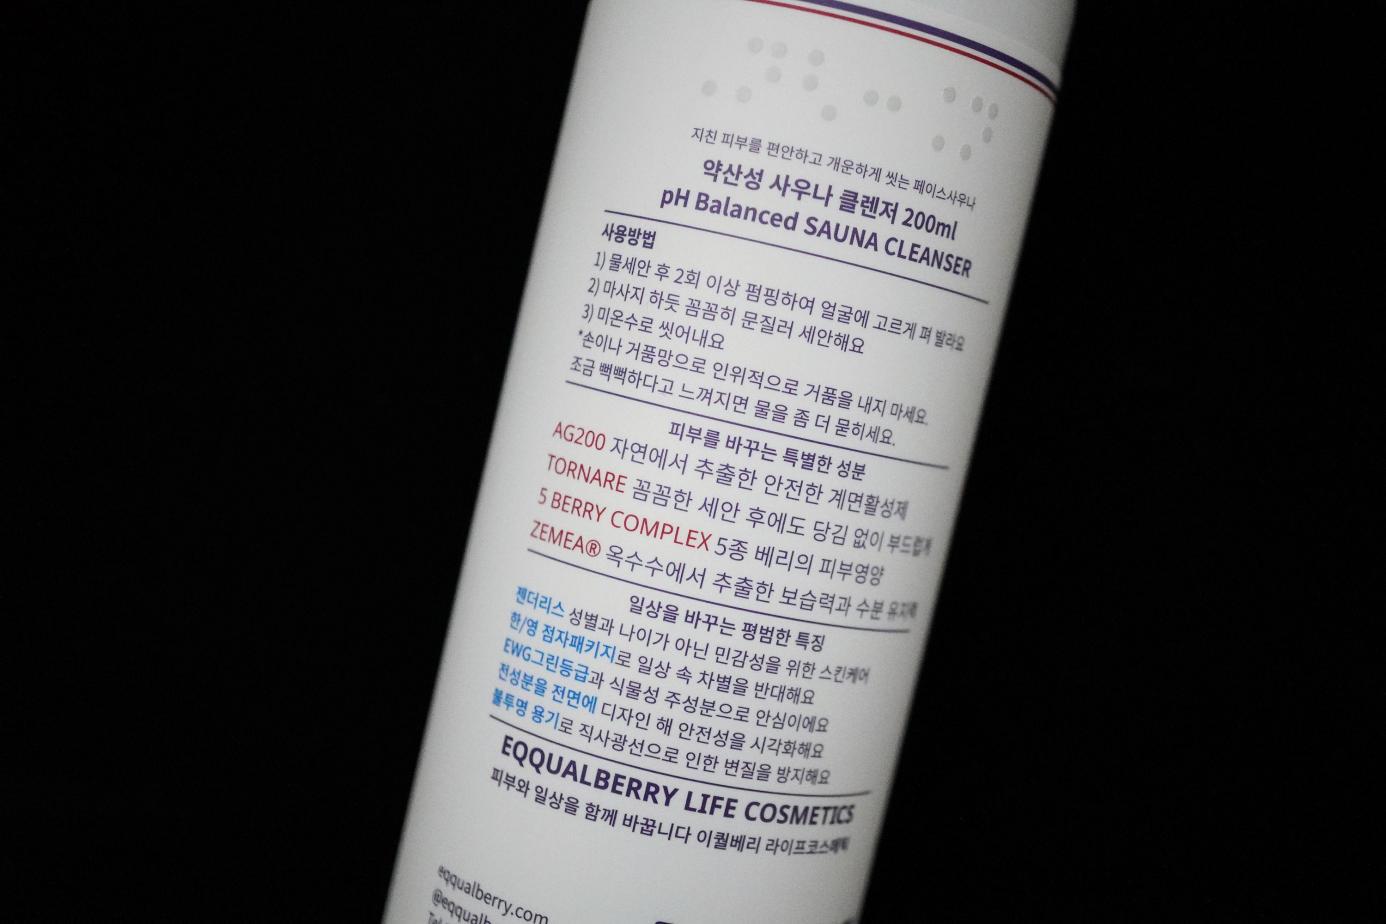 지친 피부를 편안하고 개운하게 씻는 페이스사우나
약산성 사우나 클렌저 200ml
pH Balanced SAUNA CLEANSER
사용방법
1) 물세안 후 2회 이상 펌핑하여 얼굴에 고르게 펴 발라요
2) 마사지 하듯 꼼꼼히 문질러 세안해요
3) 미온수로 씻어내요
*손이나 거품망으로 인위적으로 거품을 내지 마세요.
조금 뻑뻑하다고 느껴지면 물을 좀 더 묻히세요.
피부를 바꾸는 특별한 성분
AG200 자연에서 추출한 안전한 계면활성제
TORNARE 꼼꼼한 세안 후에도 당김 없이 부드럽게
5 BERRY COMPLEX 5종 베리의 피부영양
ZEMEA® 옥수수에서 추출한 보습력과 수분 유지력
일상을 바꾸는 평범한 특징
젠더리스 성별과 나이가 아닌 민감성을 위한 스킨케어
한/영 점자패키지로 일상 속 차별을 반대해요
EWG그린등급과 식물성 주성분으로 안심이에요
전성분을 전면에 디자인 해 안전성을 시각화해요
불투명 용기로 직사광선으로 인한 변질을 방지해요
EQQUALBERRY LIFE COSMETICS
피부와 일상을 함께 바꿉니다 이퀄베리 라이프코스메틱
eqqualberry.com